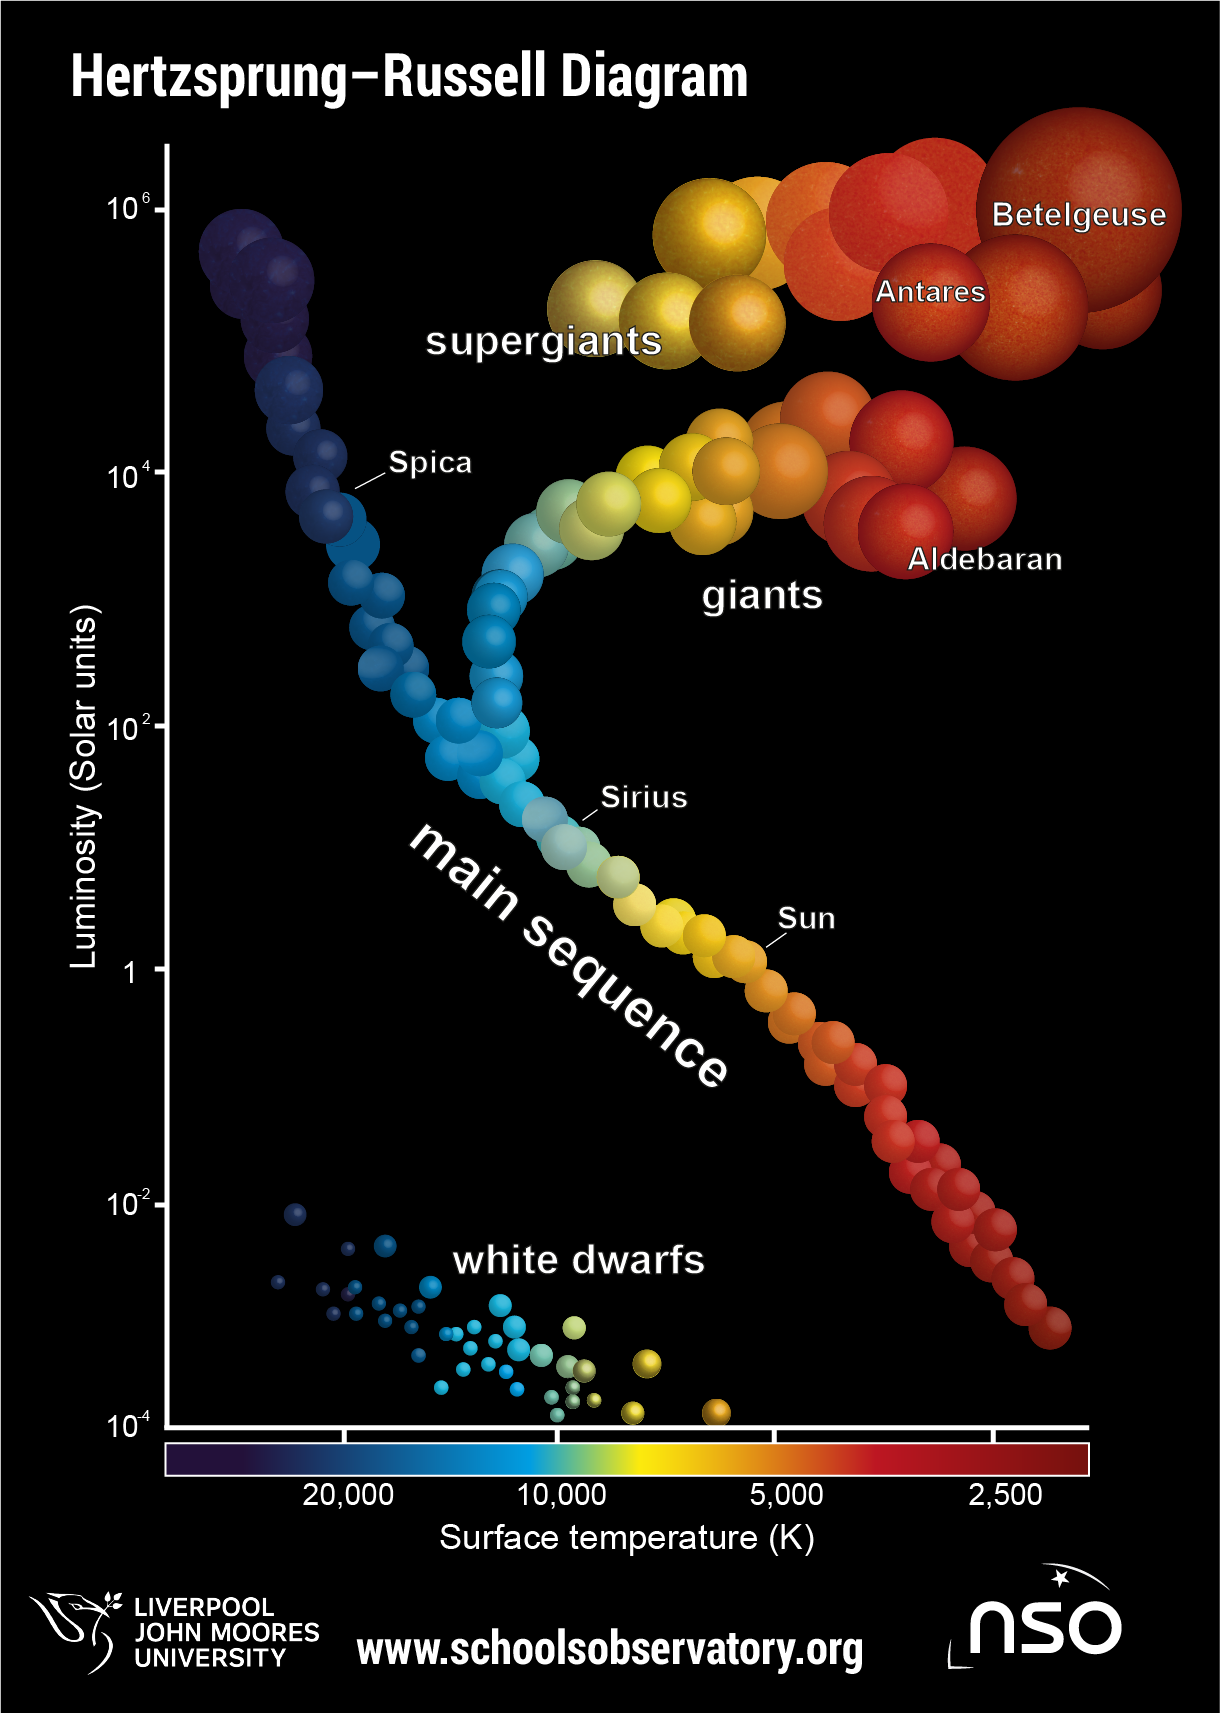 Hertzsprung–Russell Diagram
10⁶
Betelgeuse
Antares
supergiants
Spica
10⁴
Aldebaran
giants
Luminosity (Solar units)
10²
Sirius
main sequence
Sun
1
10⁻²
white dwarfs
10⁻⁴
20,000 10,000 5,000 2,500
Surface temperature (K)
LIVERPOOL
JOHN MOORES
UNIVERSITY
www.schoolsobservatory.org
nso